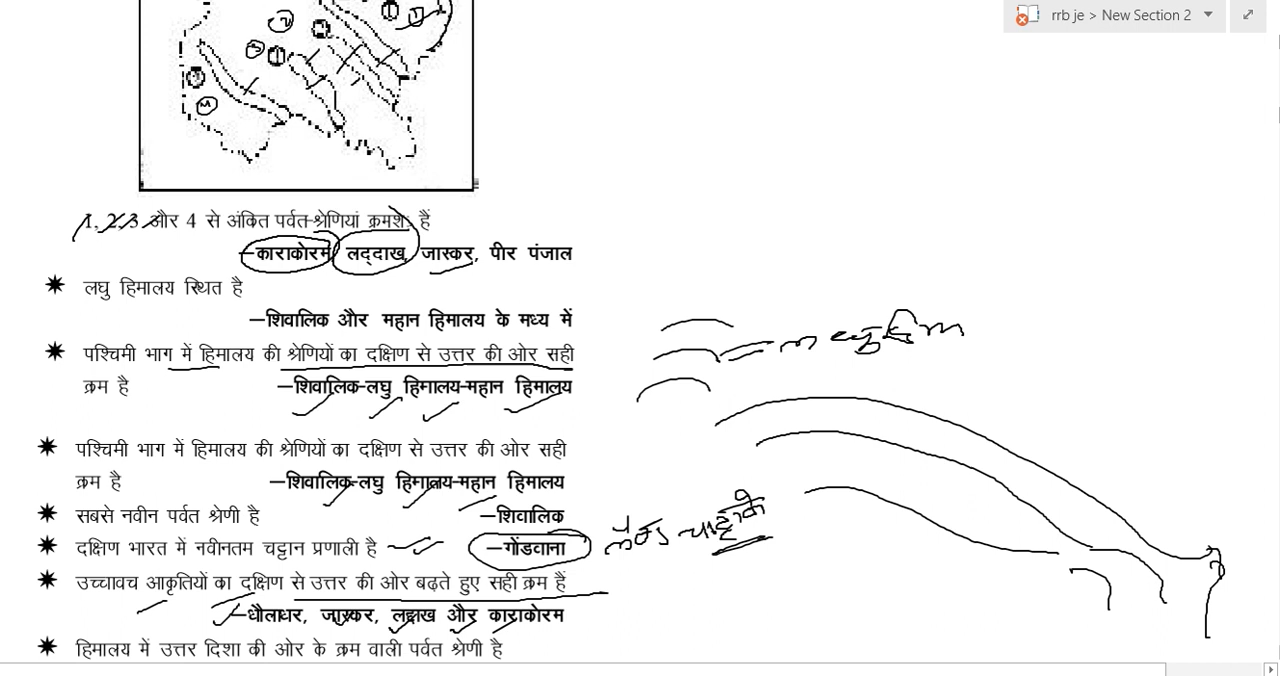 rrb je > New Section 2
1, 2, 3 और 4 से अंकित पर्वत-श्रेणियां क्रमशः हैं
–काराकोरम, लद्दाख, जास्कर, पीर पंजाल
लघु हिमालय स्थित है
–शिवालिक और महान हिमालय के मध्य में
पश्चिमी भाग में हिमालय की श्रेणियों का दक्षिण से उत्तर की ओर सही
क्रम है –शिवालिक-लघु हिमालय-महान हिमालय
पश्चिमी भाग में हिमालय की श्रेणियों का दक्षिण से उत्तर की ओर सही
क्रम है –शिवालिक-लघु हिमालय-महान हिमालय
सबसे नवीन पर्वत श्रेणी है –शिवालिक
दक्षिण भारत में नवीनतम चट्टान प्रणाली है –गोंडवाना
उच्चावच आकृतियों का दक्षिण से उत्तर की ओर बढ़ते हुए सही क्रम हैं
–धौलाधर, जास्कर, लद्दाख और काराकोरम
हिमालय में उत्तर दिशा की ओर के क्रम वाली पर्वत श्रेणी है